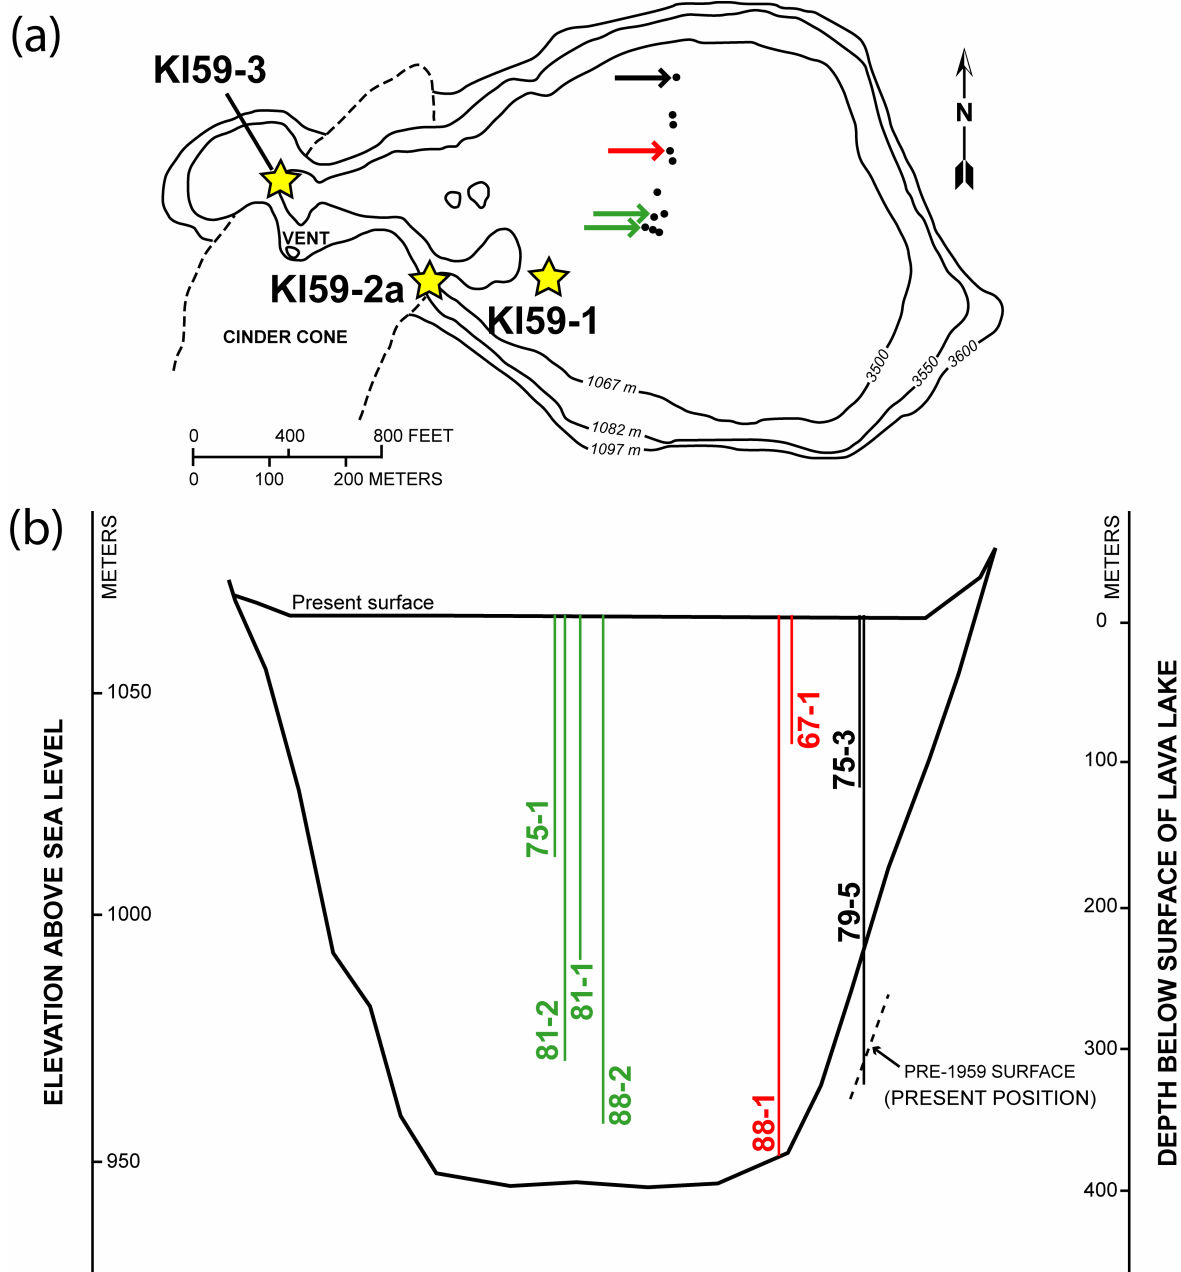 (a)
KI59-3
N
VENT
KI59-2a
KI59-1
CINDER CONE
3500
3550
3600
1067 m
1082 m
1097 m
0 400 800 FEET
0 100 200 METERS
(b)
METERS
METERS
Present surface
0
1050
67-1
75-3
100
75-1
ELEVATION ABOVE SEA LEVEL
DEPTH BELOW SURFACE OF LAVA LAKE
1000
79-5
200
81-1
81-2
300
88-2
88-1
PRE-1959 SURFACE
(PRESENT POSITION)
950
400